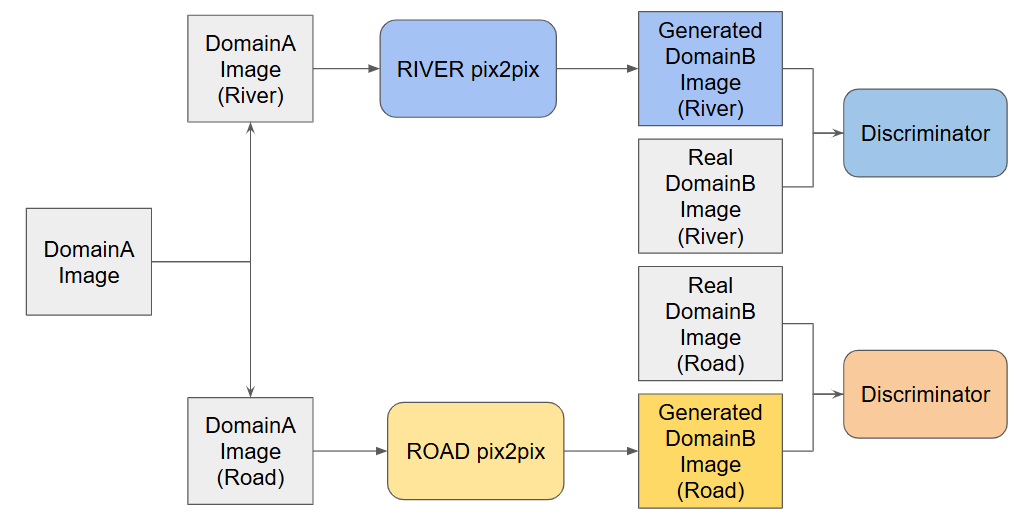 DomainA
Image
DomainA
Image
(River)
RIVER pix2pix
Generated
DomainB
Image
(River)
Real
DomainB
Image
(River)
Discriminator
DomainA
Image
(Road)
ROAD pix2pix
Real
DomainB
Image
(Road)
Generated
DomainB
Image
(Road)
Discriminator